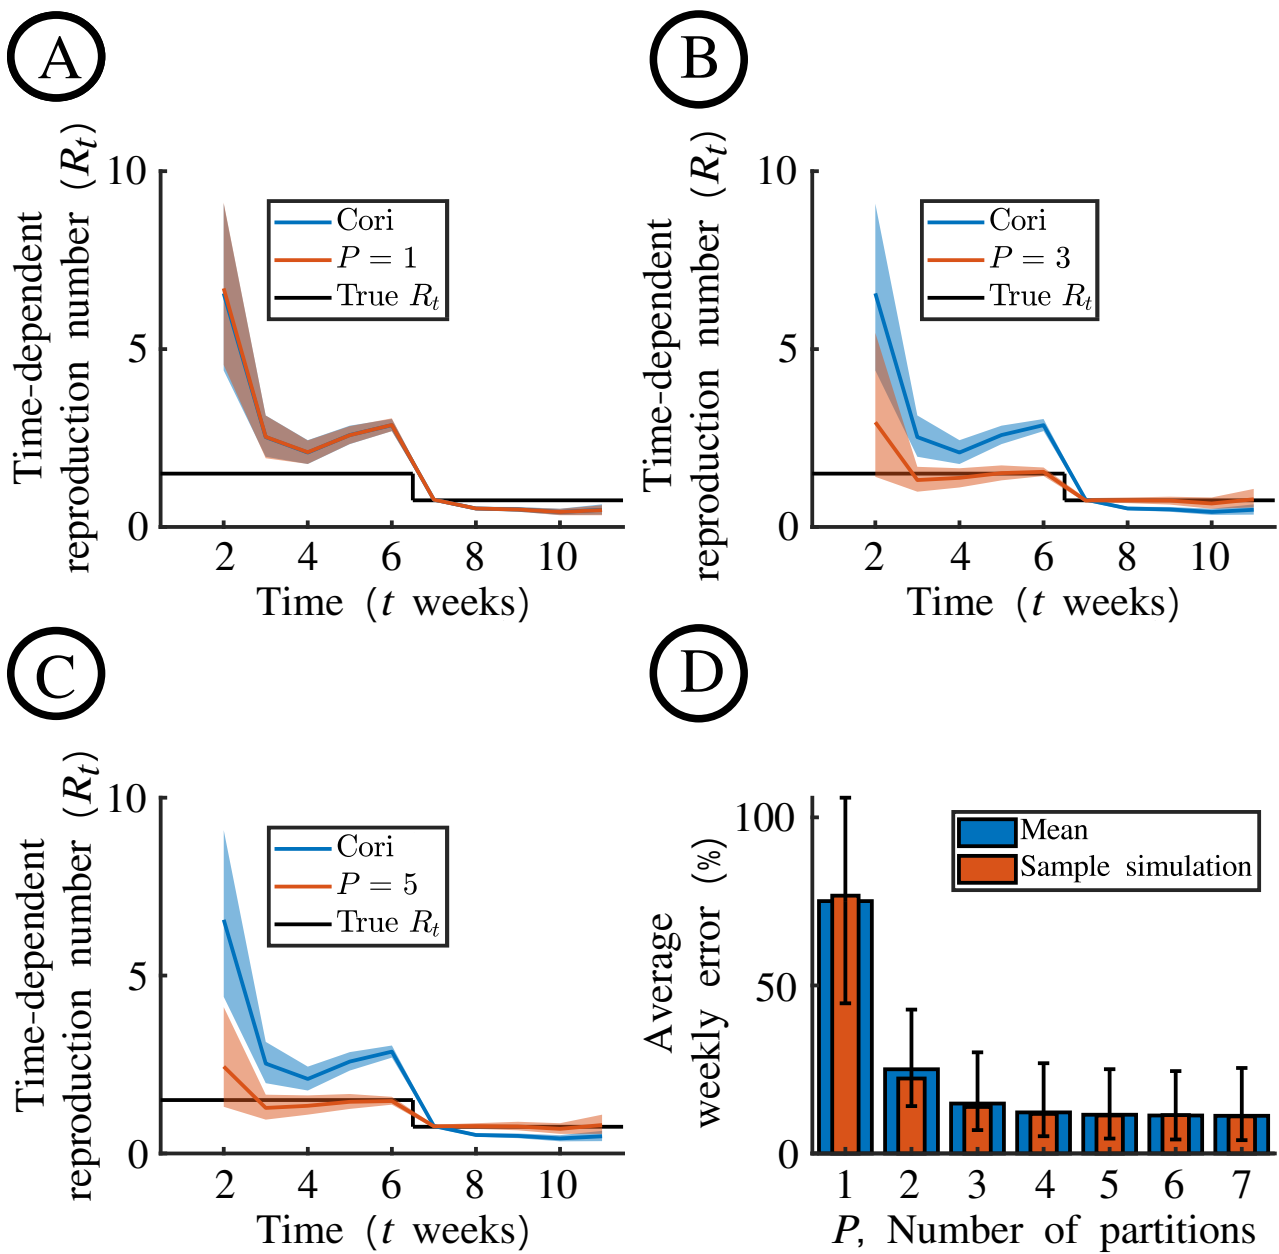 A
Time-dependent
reproduction number (Rₜ)
10
5
0
Cori
P = 1
True Rₜ
2 4 6 8 10
Time (t weeks)
B
Time-dependent
reproduction number (Rₜ)
10
5
0
Cori
P = 3
True Rₜ
2 4 6 8 10
Time (t weeks)
C
Time-dependent
reproduction number (Rₜ)
10
5
0
Cori
P = 5
True Rₜ
2 4 6 8 10
Time (t weeks)
D
Average
weekly error (%)
100
50
0
Mean
Sample simulation
1 2 3 4 5 6 7
P, Number of partitions